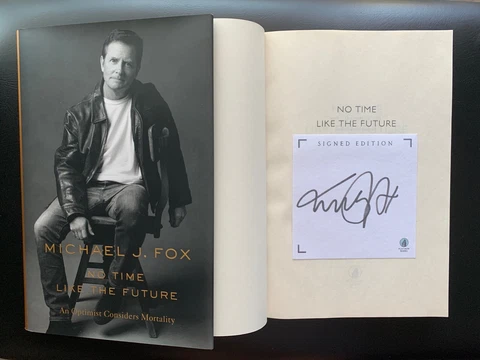 MICHAEL J. FOX
NO TIME
LIKE THE FUTURE
An Optimist Considers Mortality
NO TIME
LIKE THE FUTURE
SIGNED EDITION